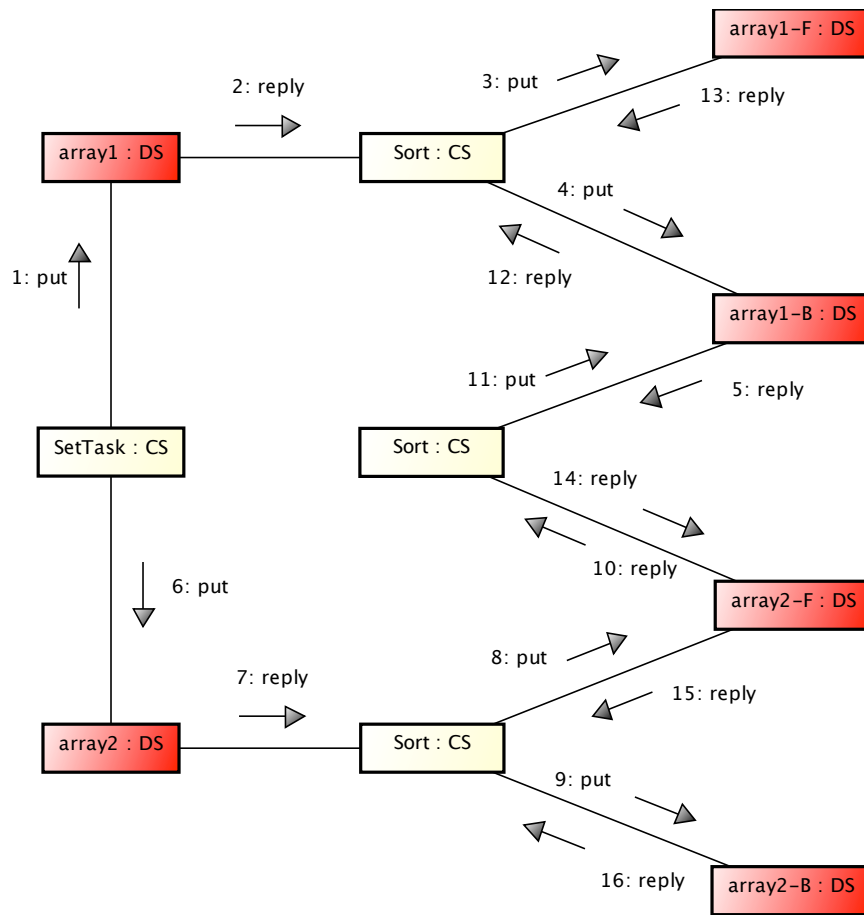 array1-F : DS
2: reply
3: put
13: reply
array1 : DS
Sort : CS
4: put
1: put
12: reply
array1-B : DS
11: put
5: reply
SetTask : CS
Sort : CS
14: reply
10: reply
6: put
array2-F : DS
8: put
7: reply
15: reply
array2 : DS
Sort : CS
9: put
16: reply
array2-B : DS